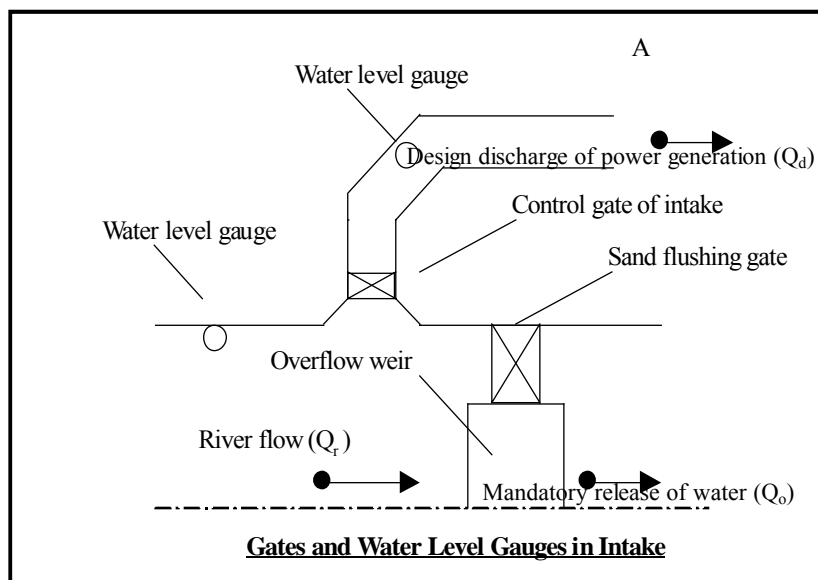 A
Water level gauge
Design discharge of power generation (Qd)
Control gate of intake
Water level gauge
Sand flushing gate
Overflow weir
River flow (Qr)
Mandatory release of water (Qo)
Gates and Water Level Gauges in Intake